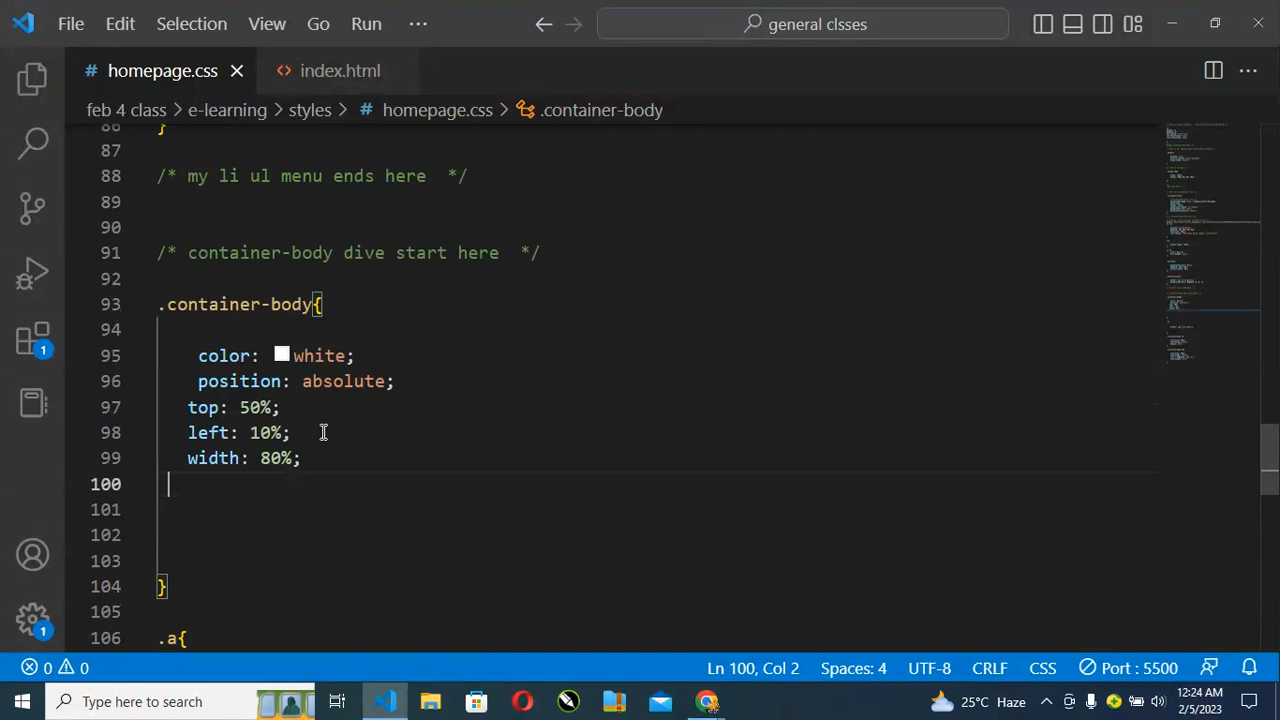 File Edit Selection View Go Run ··· general clsses
homepage.css index.html
feb 4 class > e-learning > styles > # homepage.css > .container-body
86 }
87
88 /* my li ul menu ends here */
89
90
91 /* container-body dive start here */
92
93 .container-body{
94
95 color: white;
96 position: absolute;
97 top: 50%;
98 left: 10%;
99 width: 80%;
100
101
102
103
104 }
105
106 .a{
1
1
0 0 Ln 100, Col 2 Spaces: 4 UTF-8 CRLF CSS Port : 5500
Type here to search 25°C Haze 12:24 AM
2/5/2023